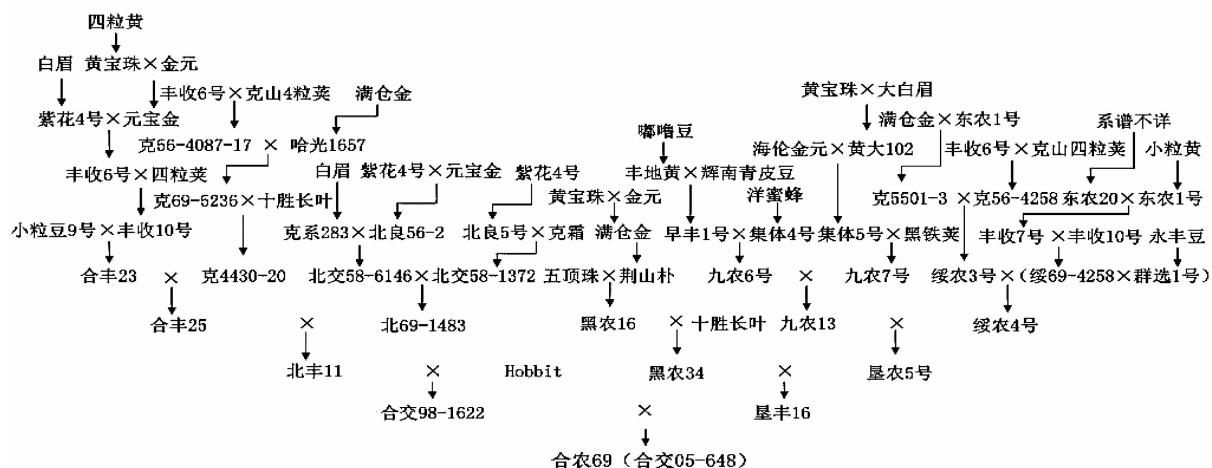 四粒黄
白眉 黄宝珠×金元
丰收6号×克山4粒荚 满仓金 黄宝珠×大白眉
紫花4号×元宝金 嘟噜豆 满仓金×东农1号 系谱不详
克56-4087-17 × 哈光1657 海伦金元×黄大102 丰收6号×克山四粒荚 小粒黄
丰收6号×四粒荚 白眉 紫花4号×元宝金 紫花4号 丰地黄×辉南青皮豆
克69-5236×十胜长叶 黄宝珠×金元 洋蜜蜂 克5501-3 ×克56-4258 东农20×东农1号
小粒豆9号×丰收10号 克系283×北良56-2 北良5号×克霜 满仓金 早丰1号×集体4号 集体5号×黑铁荚 丰收7号 ×丰收10号 永丰豆
合丰23 × 克4430-20 北交58-6146×北交58-1372 五顶珠×荆山朴 九农6号 × 九农7号 绥农3号×(绥69-4258×群选1号)
合丰25 × 北69-1483 黑农16 × 十胜长叶 九农13 × 绥农4号
北丰11 × Hobbit 黑农34 × 垦农5号
合交98-1622 × 垦丰16
合农69（合交05-648）